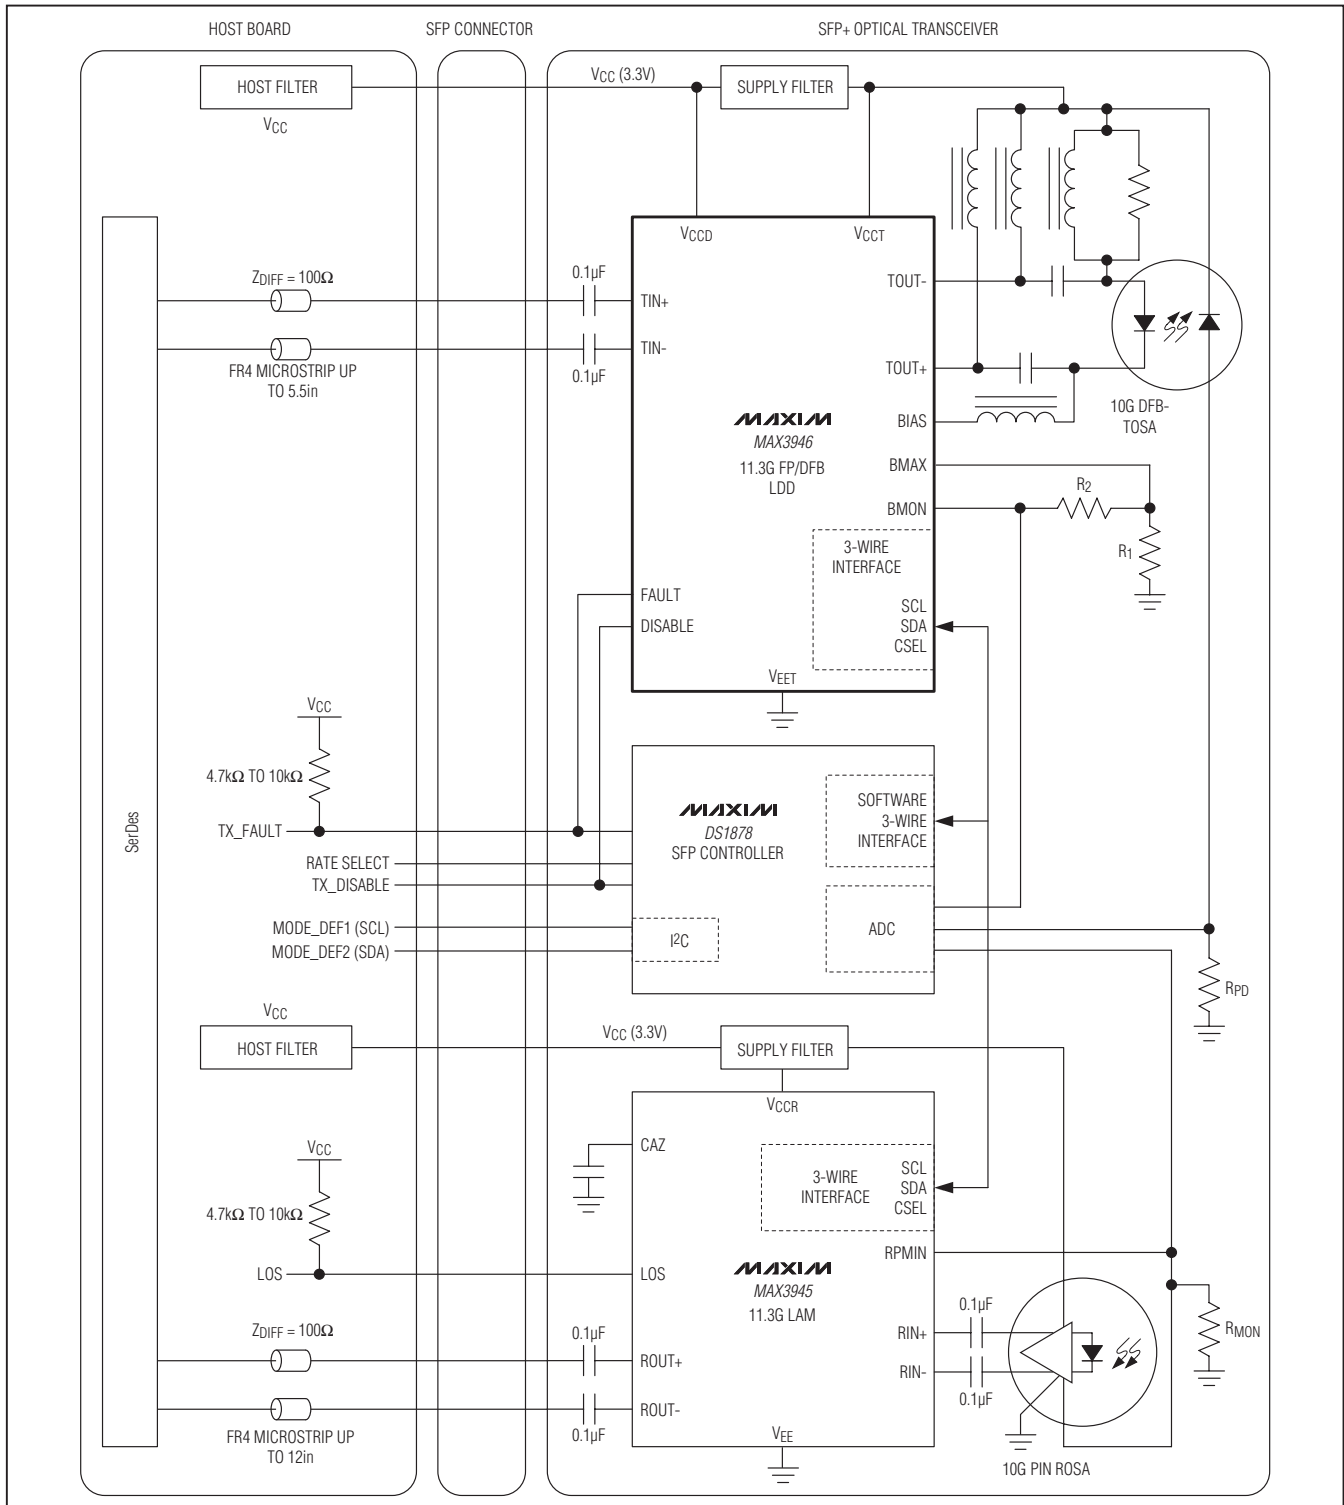 HOST BOARD
SFP CONNECTOR
SFP+ OPTICAL TRANSCEIVER
HOST FILTER
VCC
VCC (3.3V)
SUPPLY FILTER
VCCD
VCCT
ZDIFF = 100Ω
0.1µF
TIN+
TIN-
0.1µF
FR4 MICROSTRIP UP
TO 5.5in
TOUT-
TOUT+
BIAS
BMAX
BMON
10G DFB-
TOSA
R2
R1
MAXIM
MAX3946
11.3G FP/DFB
LDD
3-WIRE
INTERFACE
SCL
SDA
CSEL
FAULT
DISABLE
VEET
SerDes
VCC
4.7kΩ TO 10kΩ
TX_FAULT
RATE SELECT
TX_DISABLE
MODE_DEF1 (SCL)
MODE_DEF2 (SDA)
MAXIM
DS1878
SFP CONTROLLER
I2C
SOFTWARE
3-WIRE
INTERFACE
ADC
RPD
VCC
HOST FILTER
VCC (3.3V)
SUPPLY FILTER
VCCR
CAZ
3-WIRE
INTERFACE
SCL
SDA
CSEL
VCC
4.7kΩ TO 10kΩ
LOS
LOS
RPMIN
MAXIM
MAX3945
11.3G LAM
0.1µF
RIN+
RIN-
0.1µF
RMON
ZDIFF = 100Ω
0.1µF
ROUT+
ROUT-
0.1µF
FR4 MICROSTRIP UP
TO 12in
VEE
10G PIN ROSA